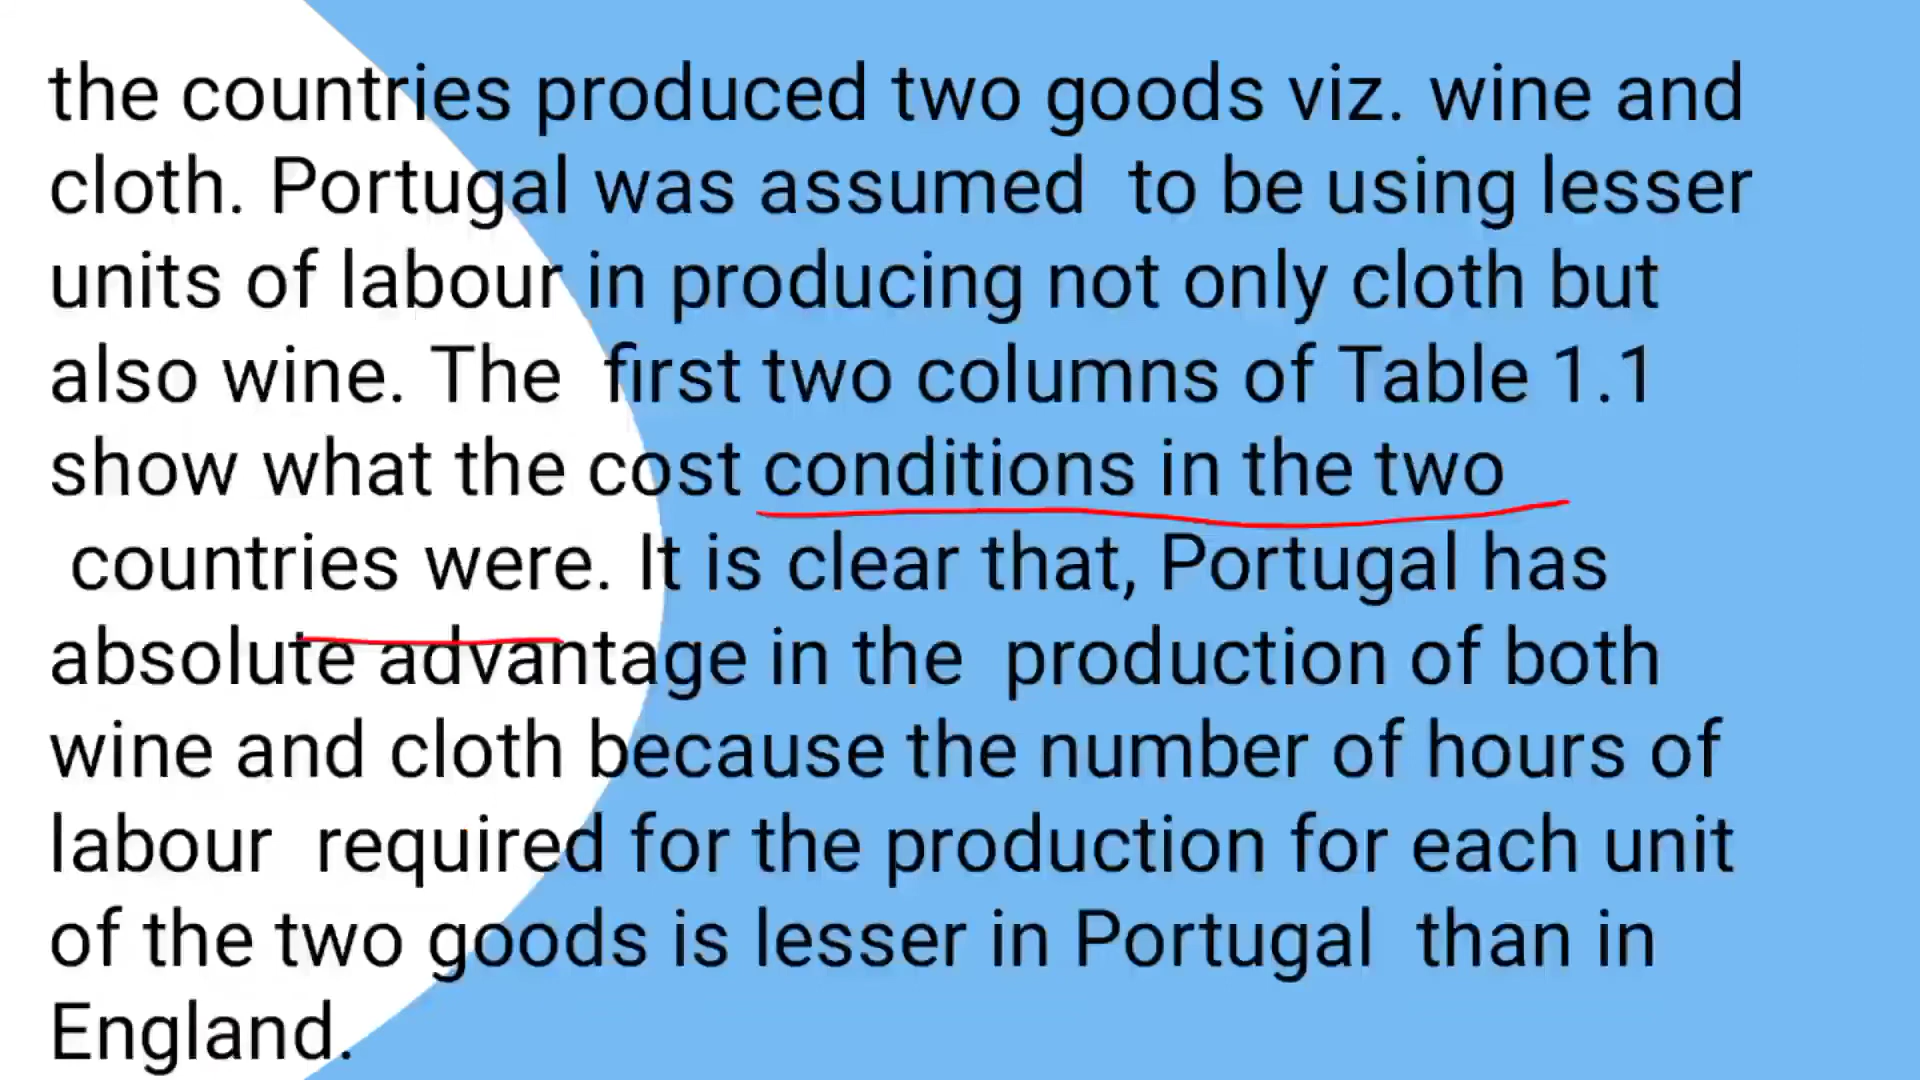 the countries produced two goods viz. wine and
cloth. Portugal was assumed to be using lesser
units of labour in producing not only cloth but
also wine. The first two columns of Table 1.1
show what the cost conditions in the two
countries were. It is clear that, Portugal has
absolute advantage in the production of both
wine and cloth because the number of hours of
labour required for the production for each unit
of the two goods is lesser in Portugal than in
England.